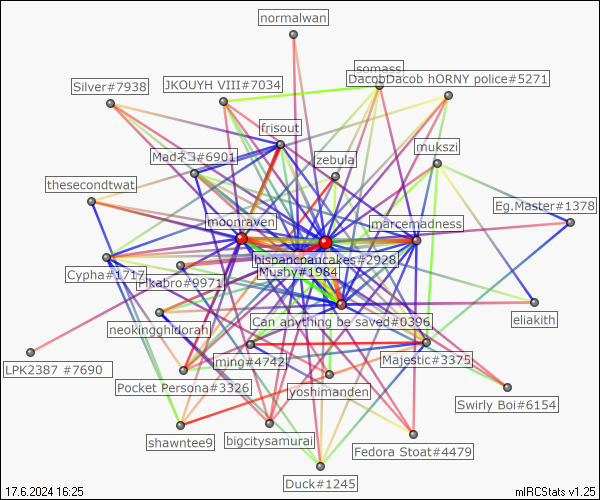 normalwan
somass
Silver#7938
JKOUYH VIII#7034
DacobDacob hORNY police#5271
frisout
mukszi
Madネコ#6901
zebula
thesecondtwat
Eg.Master#1378
moonraven
marcemadness
hispancpancakes#2928
Cypha#1717
Mushy#1984
eliakith
neokingghidorah
Can anything be saved#0396
LPK2387 #7690
ming#4742
Majestic#3375
Pocket Persona#3326
yoshimanden
Swirly Boi#6154
shawntee9
bigcitysamurai
Fedora Stoat#4479
Duck#1245
17.6.2024 16:25
mIRCStats v1.25